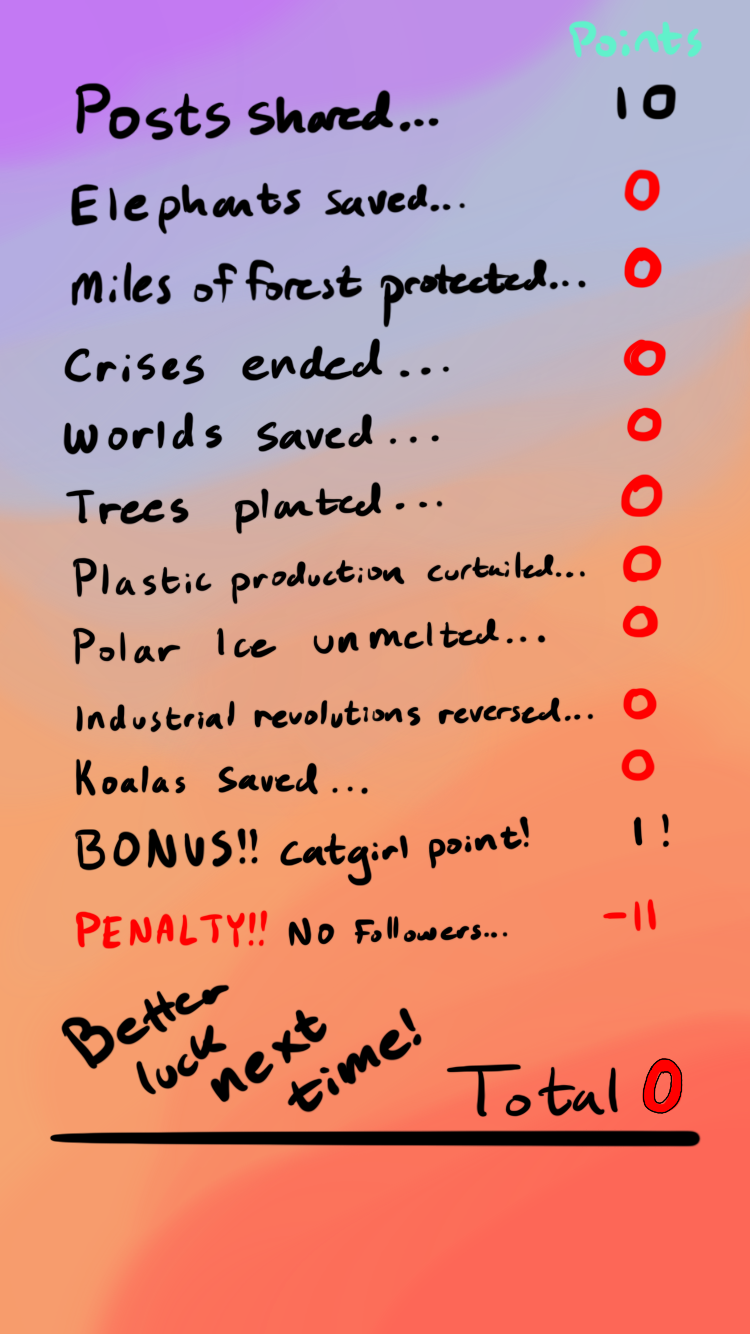 Points
Posts shared... 10
Elephants saved... 0
Miles of forest protected... 0
Crises ended... 0
Worlds saved... 0
Trees planted... 0
Plastic production curtailed... 0
Polar Ice unmelted... 0
Industrial revolutions reversed... 0
Koalas saved... 0
BONUS!! catgirl point! 1!
PENALTY!! No Followers... -11
Better
luck
next
time!
Total 0